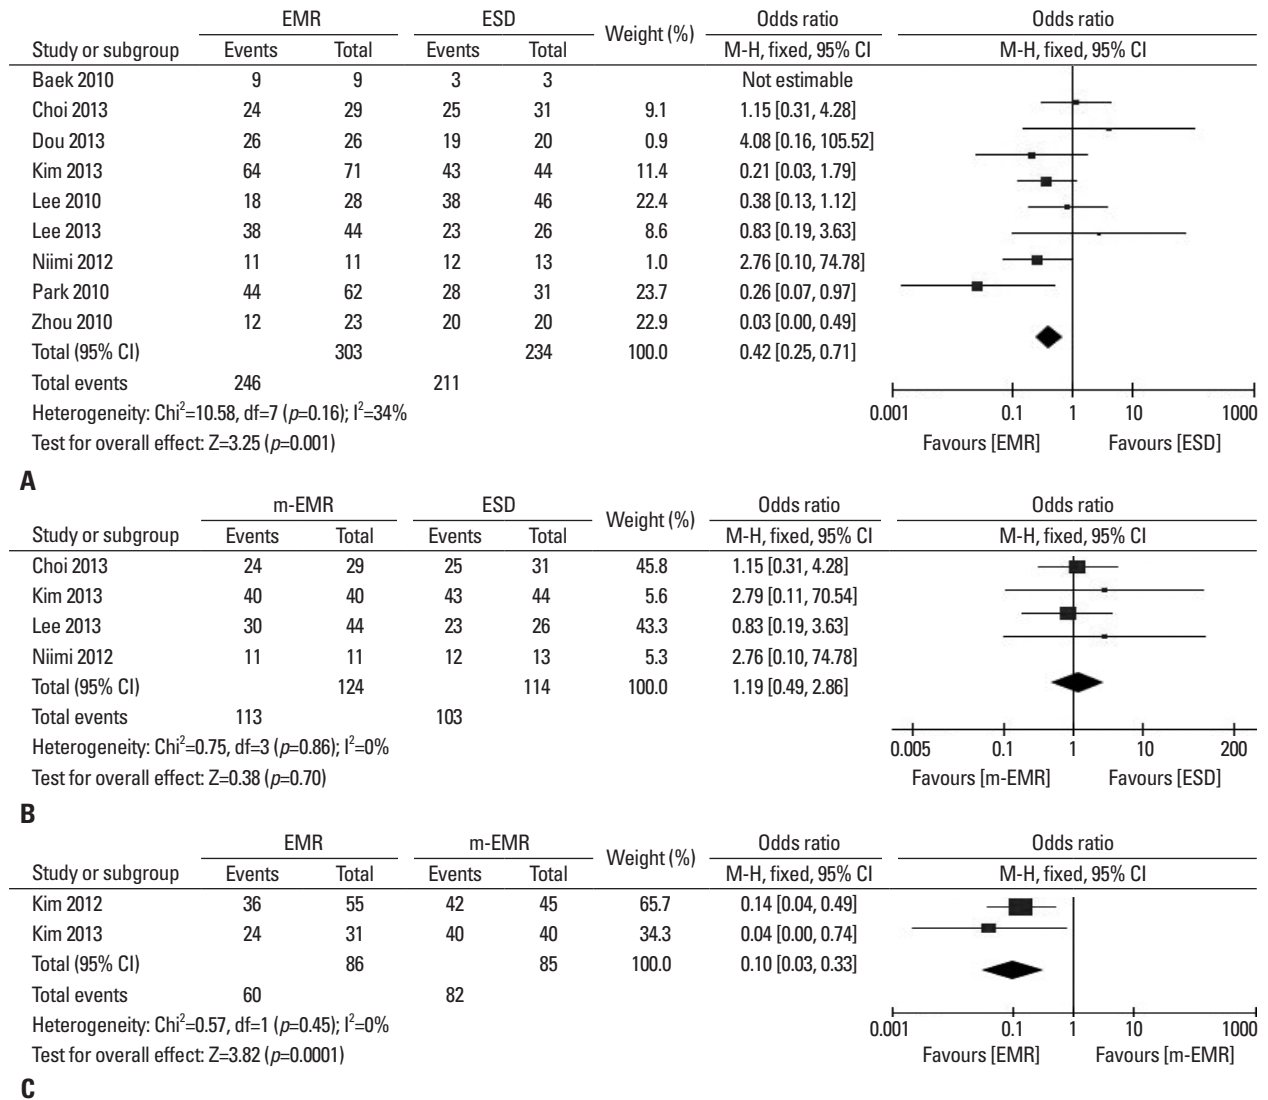 EMR ESD Weight (%) Odds ratio Odds ratio
Study or subgroup Events Total Events Total M-H, fixed, 95% CI M-H, fixed, 95% CI
Baek 2010 9 9 3 3 Not estimable
Choi 2013 24 29 25 31 9.1 1.15 [0.31, 4.28]
Dou 2013 26 26 19 20 0.9 4.08 [0.16, 105.52]
Kim 2013 64 71 43 44 11.4 0.21 [0.03, 1.79]
Lee 2010 18 28 38 46 22.4 0.38 [0.13, 1.12]
Lee 2013 38 44 23 26 8.6 0.83 [0.19, 3.63]
Niimi 2012 11 11 12 13 1.0 2.76 [0.10, 74.78]
Park 2010 44 62 28 31 23.7 0.26 [0.07, 0.97]
Zhou 2010 12 23 20 20 22.9 0.03 [0.00, 0.49]
Total (95% CI) 303 234 100.0 0.42 [0.25, 0.71]
Total events 246 211
Heterogeneity: Chi²=10.58, df=7 (p=0.16); I²=34%
0.001 0.1 1 10 1000
Test for overall effect: Z=3.25 (p=0.001)
Favours [EMR] Favours [ESD]
A
m-EMR ESD Weight (%) Odds ratio Odds ratio
Study or subgroup Events Total Events Total M-H, fixed, 95% CI M-H, fixed, 95% CI
Choi 2013 24 29 25 31 45.8 1.15 [0.31, 4.28]
Kim 2013 40 40 43 44 5.6 2.79 [0.11, 70.54]
Lee 2013 30 44 23 26 43.3 0.83 [0.19, 3.63]
Niimi 2012 11 11 12 13 5.3 2.76 [0.10, 74.78]
Total (95% CI) 124 114 100.0 1.19 [0.49, 2.86]
Total events 113 103
Heterogeneity: Chi²=0.75, df=3 (p=0.86); I²=0%
0.005 0.1 1 10 200
Test for overall effect: Z=0.38 (p=0.70)
Favours [m-EMR] Favours [ESD]
B
EMR m-EMR Weight (%) Odds ratio Odds ratio
Study or subgroup Events Total Events Total M-H, fixed, 95% CI M-H, fixed, 95% CI
Kim 2012 36 55 42 45 65.7 0.14 [0.04, 0.49]
Kim 2013 24 31 40 40 34.3 0.04 [0.00, 0.74]
Total (95% CI) 86 85 100.0 0.10 [0.03, 0.33]
Total events 60 82
Heterogeneity: Chi²=0.57, df=1 (p=0.45); I²=0%
0.001 0.1 1 10 1000
Test for overall effect: Z=3.82 (p=0.0001)
Favours [EMR] Favours [m-EMR]
C